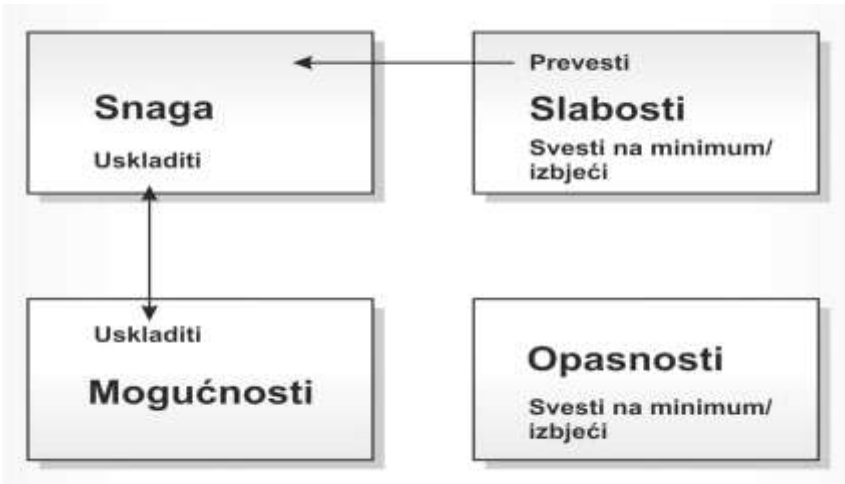 Snaga
Uskladiti
Prevesti
Slabosti
Svesti na minimum/
izbjeći
Uskladiti
Mogućnosti
Opasnosti
Svesti na minimum/
izbjeći